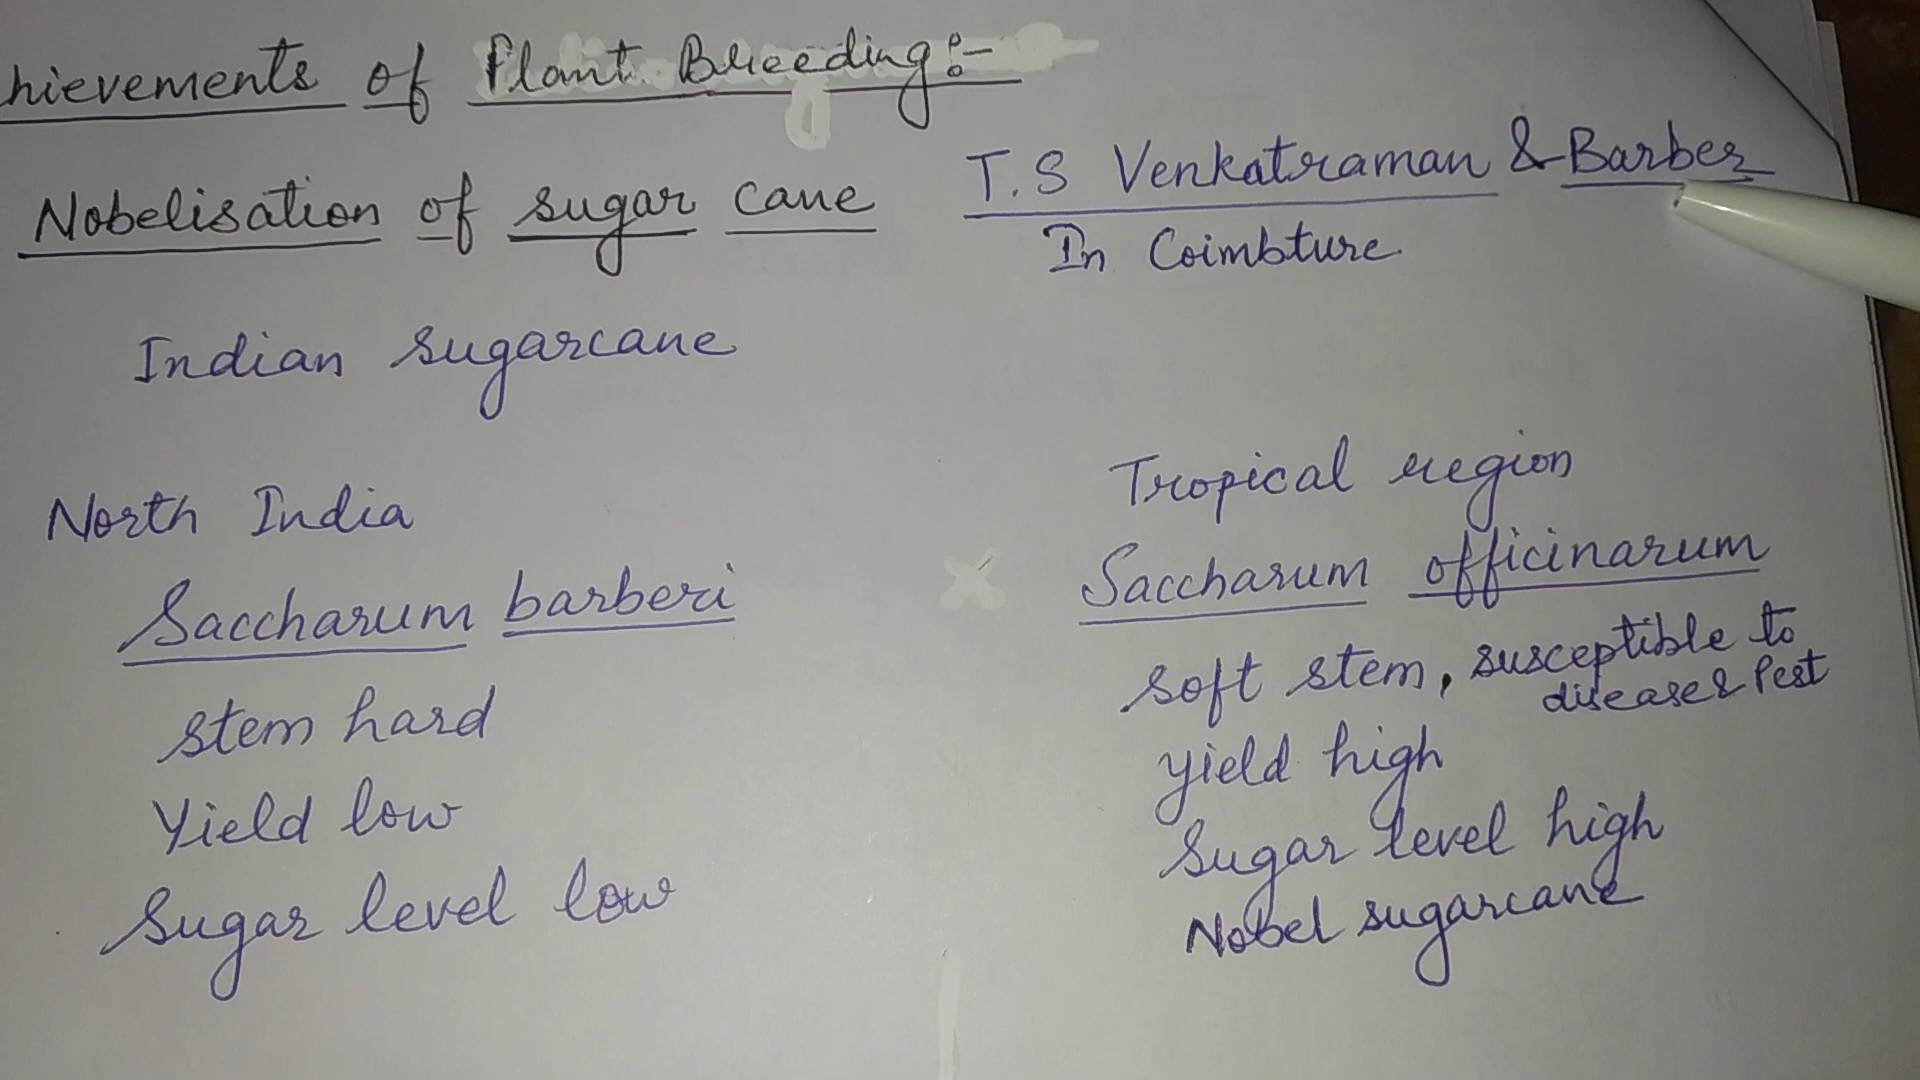 hievements of Plant Breeding:-
Nobelisation of sugar cane
T.S Venkatraman & Barber
In Coimbture
Indian sugarcane
North India
Saccharum barberi
stem hard
Yield low
Sugar level low
Tropical region
Saccharum officinarum
soft stem, susceptible to
disease & Pest
yield high
Sugar level high
Nobel sugarcane